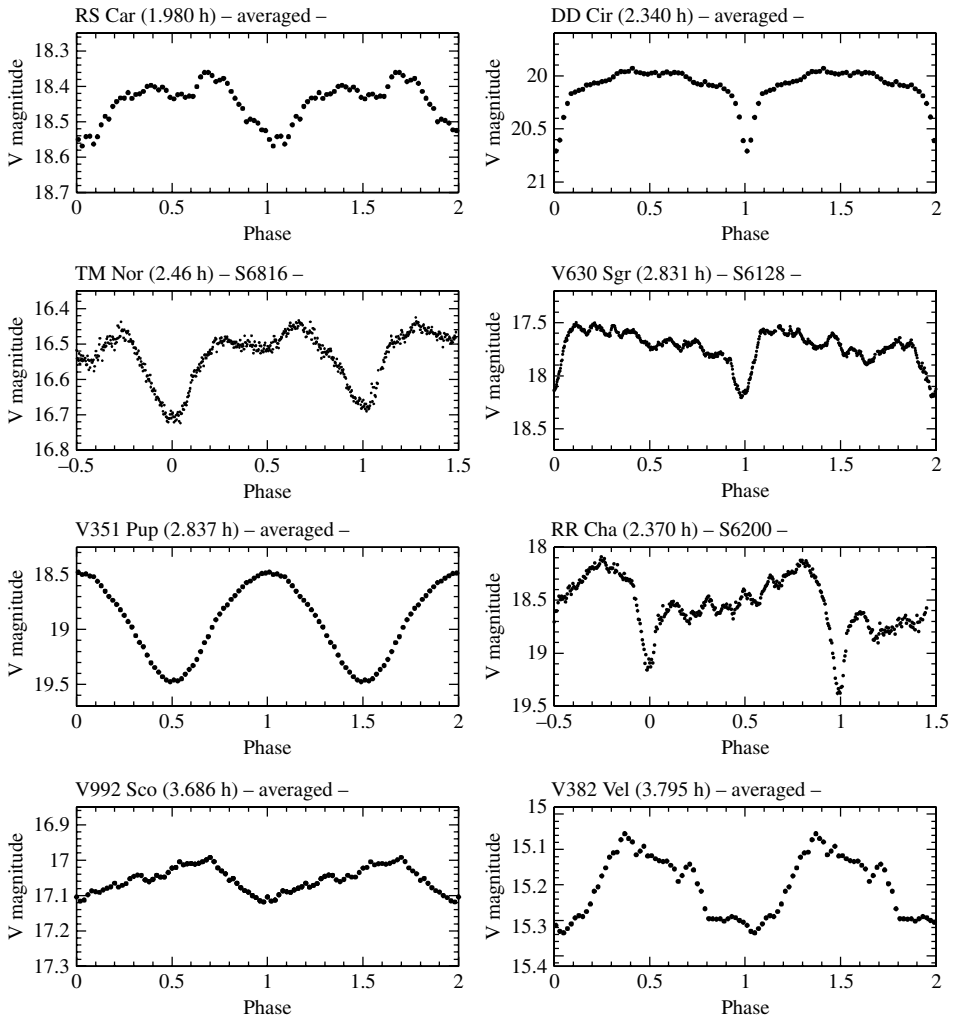 RS Car (1.980 h) – averaged –
18.3
18.4
18.5
18.6
18.7
V magnitude
0 0.5 1 1.5 2
Phase
DD Cir (2.340 h) – averaged –
20
20.5
21
V magnitude
0 0.5 1 1.5 2
Phase
TM Nor (2.46 h) – S6816 –
16.4
16.5
16.6
16.7
16.8
V magnitude
–0.5 0 0.5 1 1.5
Phase
V630 Sgr (2.831 h) – S6128 –
17.5
18
18.5
V magnitude
0 0.5 1 1.5 2
Phase
V351 Pup (2.837 h) – averaged –
18.5
19
19.5
V magnitude
0 0.5 1 1.5 2
Phase
RR Cha (2.370 h) – S6200 –
18
18.5
19
19.5
V magnitude
–0.5 0 0.5 1 1.5
Phase
V992 Sco (3.686 h) – averaged –
16.9
17
17.1
17.2
17.3
V magnitude
0 0.5 1 1.5 2
Phase
V382 Vel (3.795 h) – averaged –
15
15.1
15.2
15.3
15.4
V magnitude
0 0.5 1 1.5 2
Phase